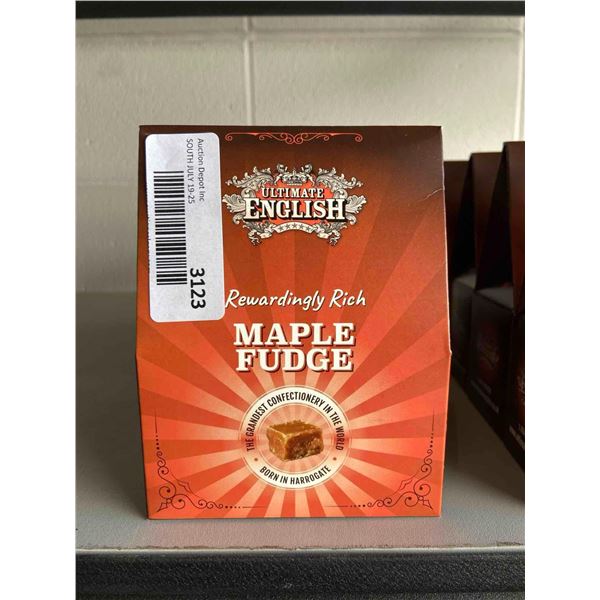 Auction Depot Inc
SOUTH JULY 19-25
3123
ULTIMATE
ENGLISH
Rewardingly Rich
MAPLE
FUDGE
THE GRANDEST CONFECTIONERY IN THE WORLD
BORN IN HARROGATE